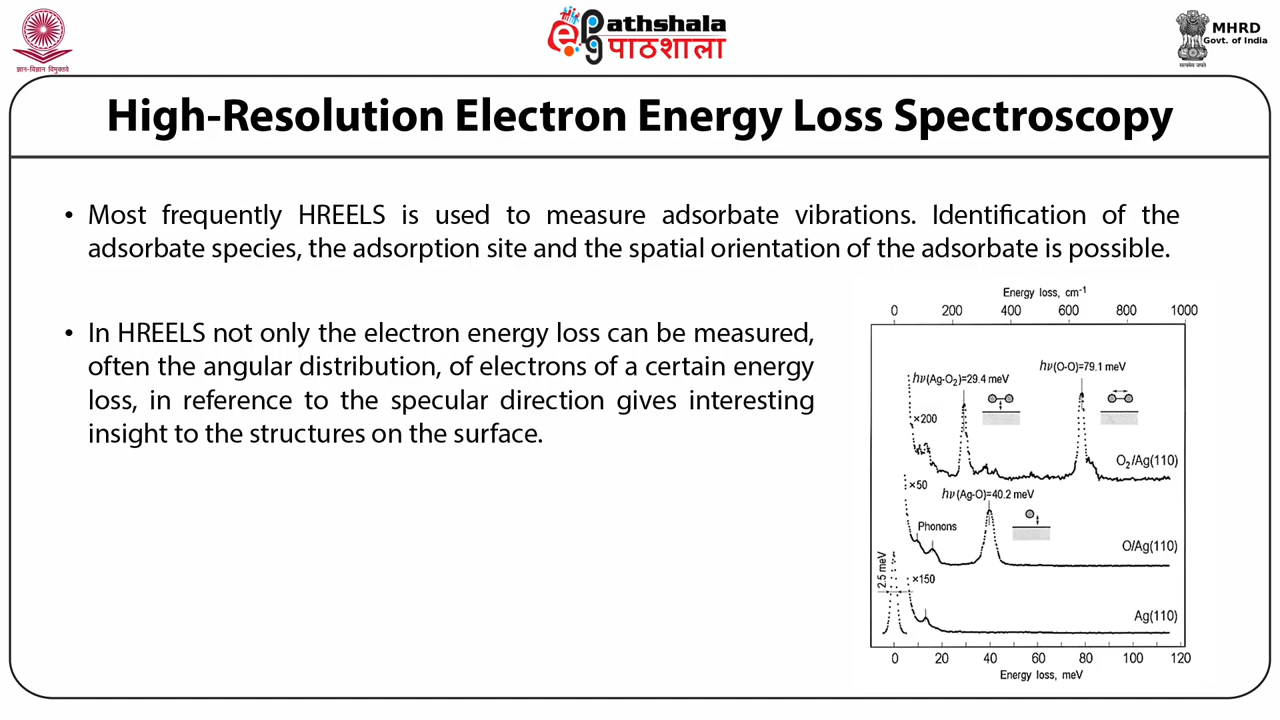 ज्ञान-विज्ञान विमुक्तये
ePG Pathshala
पाठशाला
MHRD
Govt. of India
सत्यमेव जयते
High-Resolution Electron Energy Loss Spectroscopy
• Most frequently HREELS is used to measure adsorbate vibrations. Identification of the
adsorbate species, the adsorption site and the spatial orientation of the adsorbate is possible.
• In HREELS not only the electron energy loss can be measured,
often the angular distribution, of electrons of a certain energy
loss, in reference to the specular direction gives interesting
insight to the structures on the surface.
Energy loss, cm⁻¹
0 200 400 600 800 1000
hν(O-O)=79.1 meV
hν(Ag-O₂)=29.4 meV
×200
O₂/Ag(110)
×50
hν(Ag-O)=40.2 meV
Phonons
O/Ag(110)
2.5 meV
×150
Ag(110)
0 20 40 60 80 100 120
Energy loss, meV